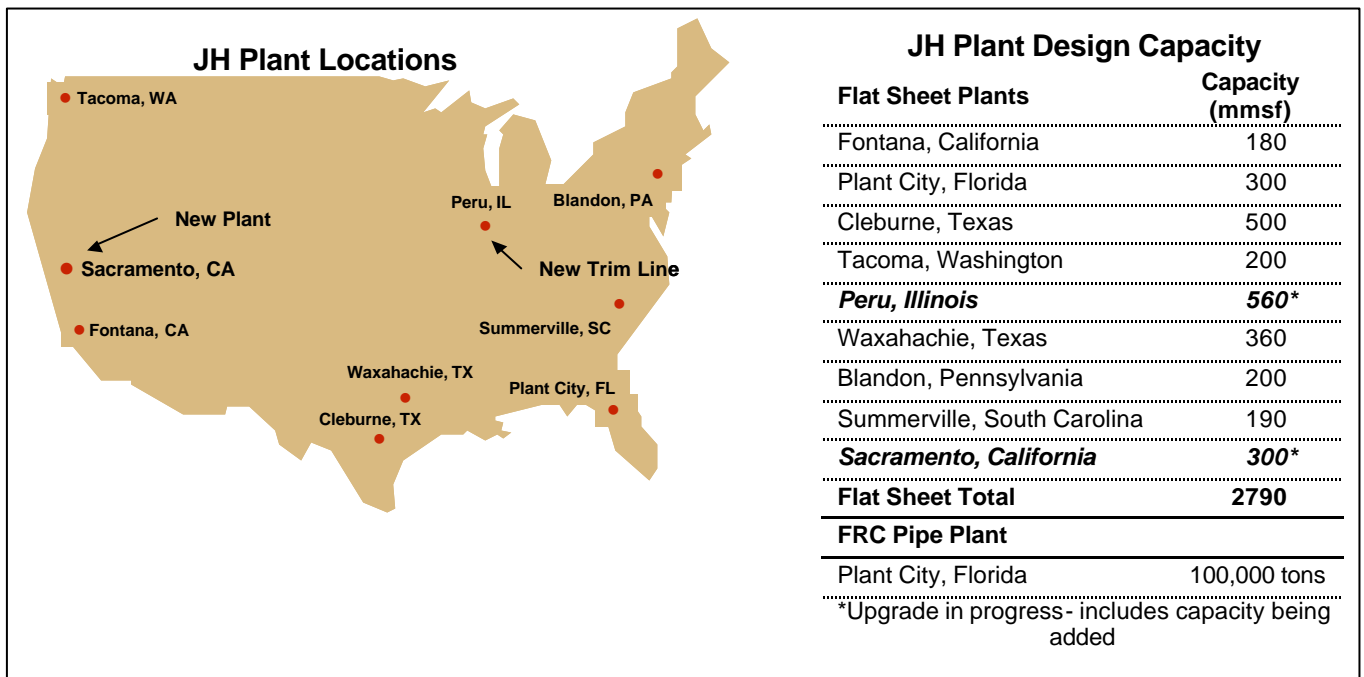 JH Plant Locations
Tacoma, WA
Peru, IL
Blandon, PA
New Plant
Sacramento, CA
New Trim Line
Fontana, CA
Summerville, SC
Waxahachie, TX
Plant City, FL
Cleburne, TX
JH Plant Design Capacity
Flat Sheet Plants Capacity
(mmsf)
Fontana, California 180
Plant City, Florida 300
Cleburne, Texas 500
Tacoma, Washington 200
Peru, Illinois 560*
Waxahachie, Texas 360
Blandon, Pennsylvania 200
Summerville, South Carolina 190
Sacramento, California 300*
Flat Sheet Total 2790
FRC Pipe Plant
Plant City, Florida 100,000 tons
*Upgrade in progress- includes capacity being
added